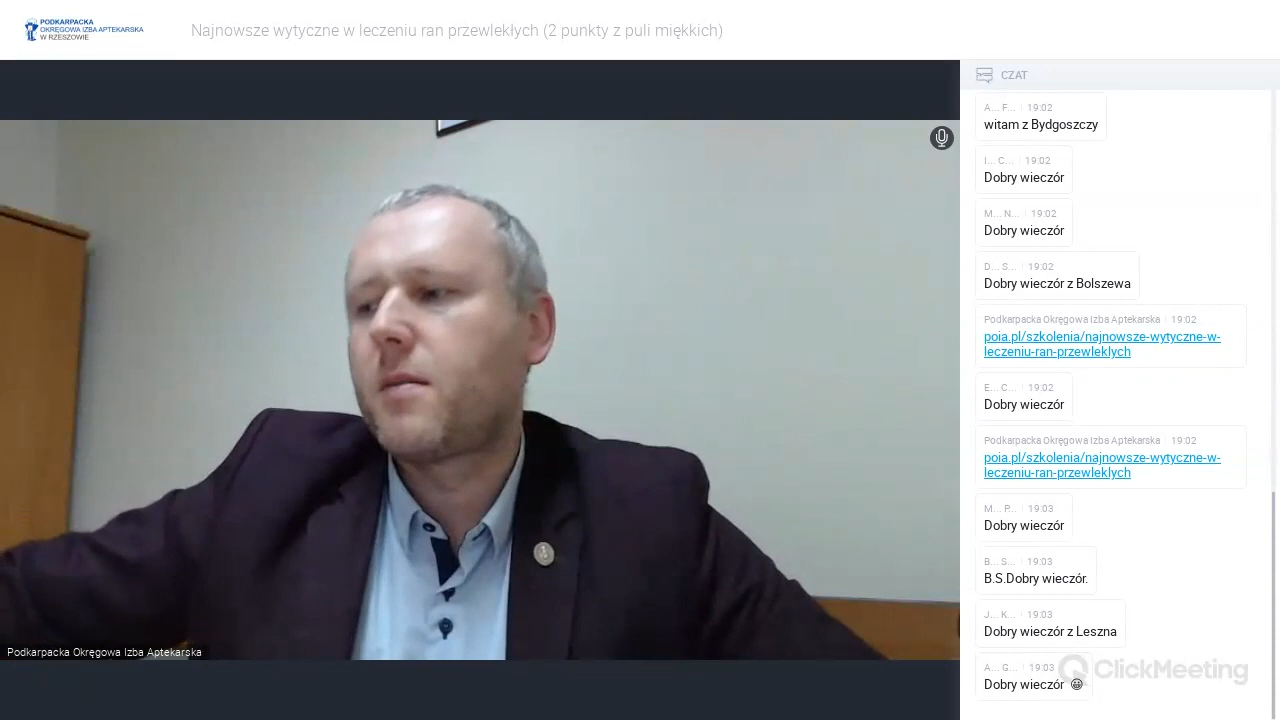 PODKARPACKA
OKRĘGOWA IZBA APTEKARSKA
W RZESZOWIE
Najnowsze wytyczne w leczeniu ran przewlekłych (2 punkty z puli miękkich)
CZAT
A... F... 19:02
witam z Bydgoszczy
I... C... 19:02
Dobry wieczór
M... N... 19:02
Dobry wieczór
D... S... 19:02
Dobry wieczór z Bolszewa
Podkarpacka Okręgowa Izba Aptekarska 19:02
poia.pl/szkolenia/najnowsze-wytyczne-w-
leczeniu-ran-przewleklych
E... C... 19:02
Dobry wieczór
Podkarpacka Okręgowa Izba Aptekarska 19:02
poia.pl/szkolenia/najnowsze-wytyczne-w-
leczeniu-ran-przewleklych
M... P... 19:03
Dobry wieczór
B... S... 19:03
B.S.Dobry wieczór.
J... K... 19:03
Dobry wieczór z Leszna
A... G... 19:03
Dobry wieczór 😀
ClickMeeting
Podkarpacka Okręgowa Izba Aptekarska